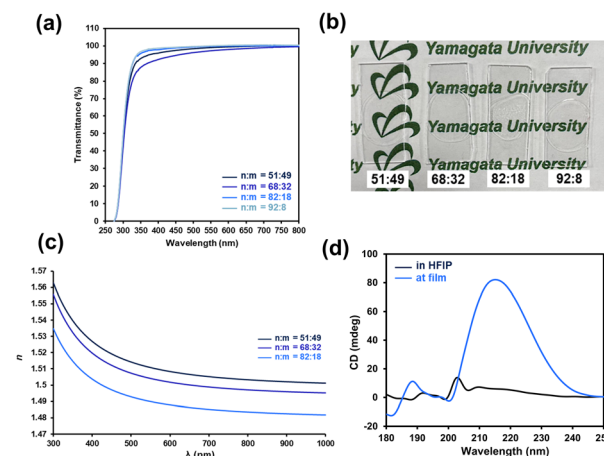 (a)
110
100
90
80
70
60
50
40
30
20
10
0
Transmittance (%)
n:m = 51:49
n:m = 68:32
n:m = 82:18
n:m = 92:8
250 300 350 400 450 500 550 600 650 700 750 800
Wavelength (nm)
(b)
Yamagata University
Yamagata University
Yamagata University
Yamagata University
51:49 68:32 82:18 92:8
(c)
1.57
1.56
1.55
1.54
1.53
1.52
1.51
1.5
1.49
1.48
1.47
n
n:m = 51:49
n:m = 68:32
n:m = 82:18
300 400 500 600 700 800 900 1000
λ (nm)
(d)
100
80
60
40
20
0
20
CD (mdeg)
in HFIP
at film
180 190 200 210 220 230 240
Wavelength (nm)